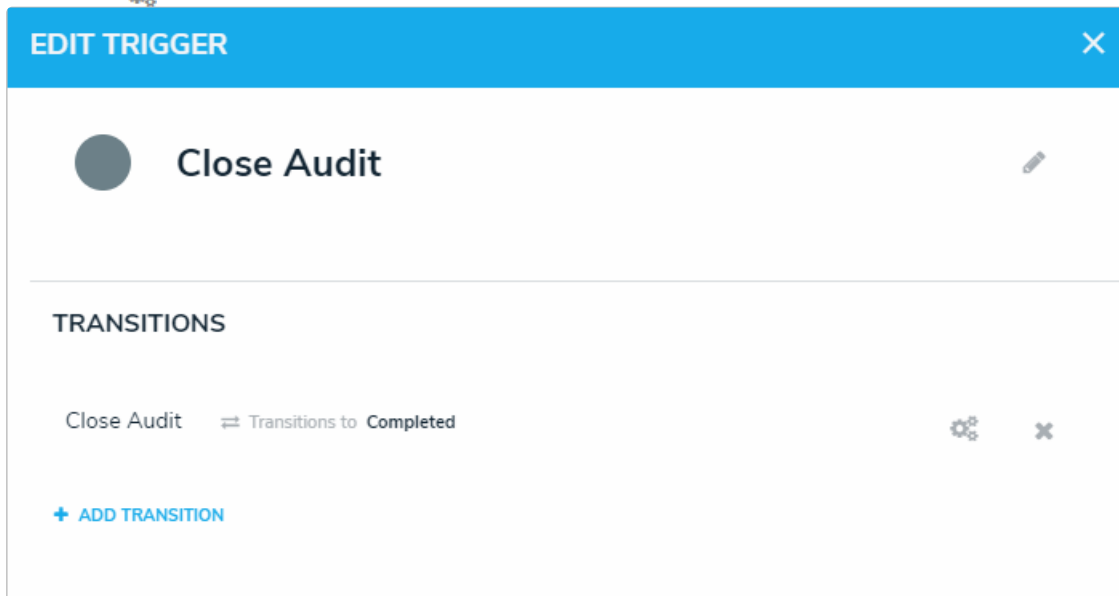 EDIT TRIGGER
Close Audit
TRANSITIONS
Close Audit Transitions to Completed
ADD TRANSITION